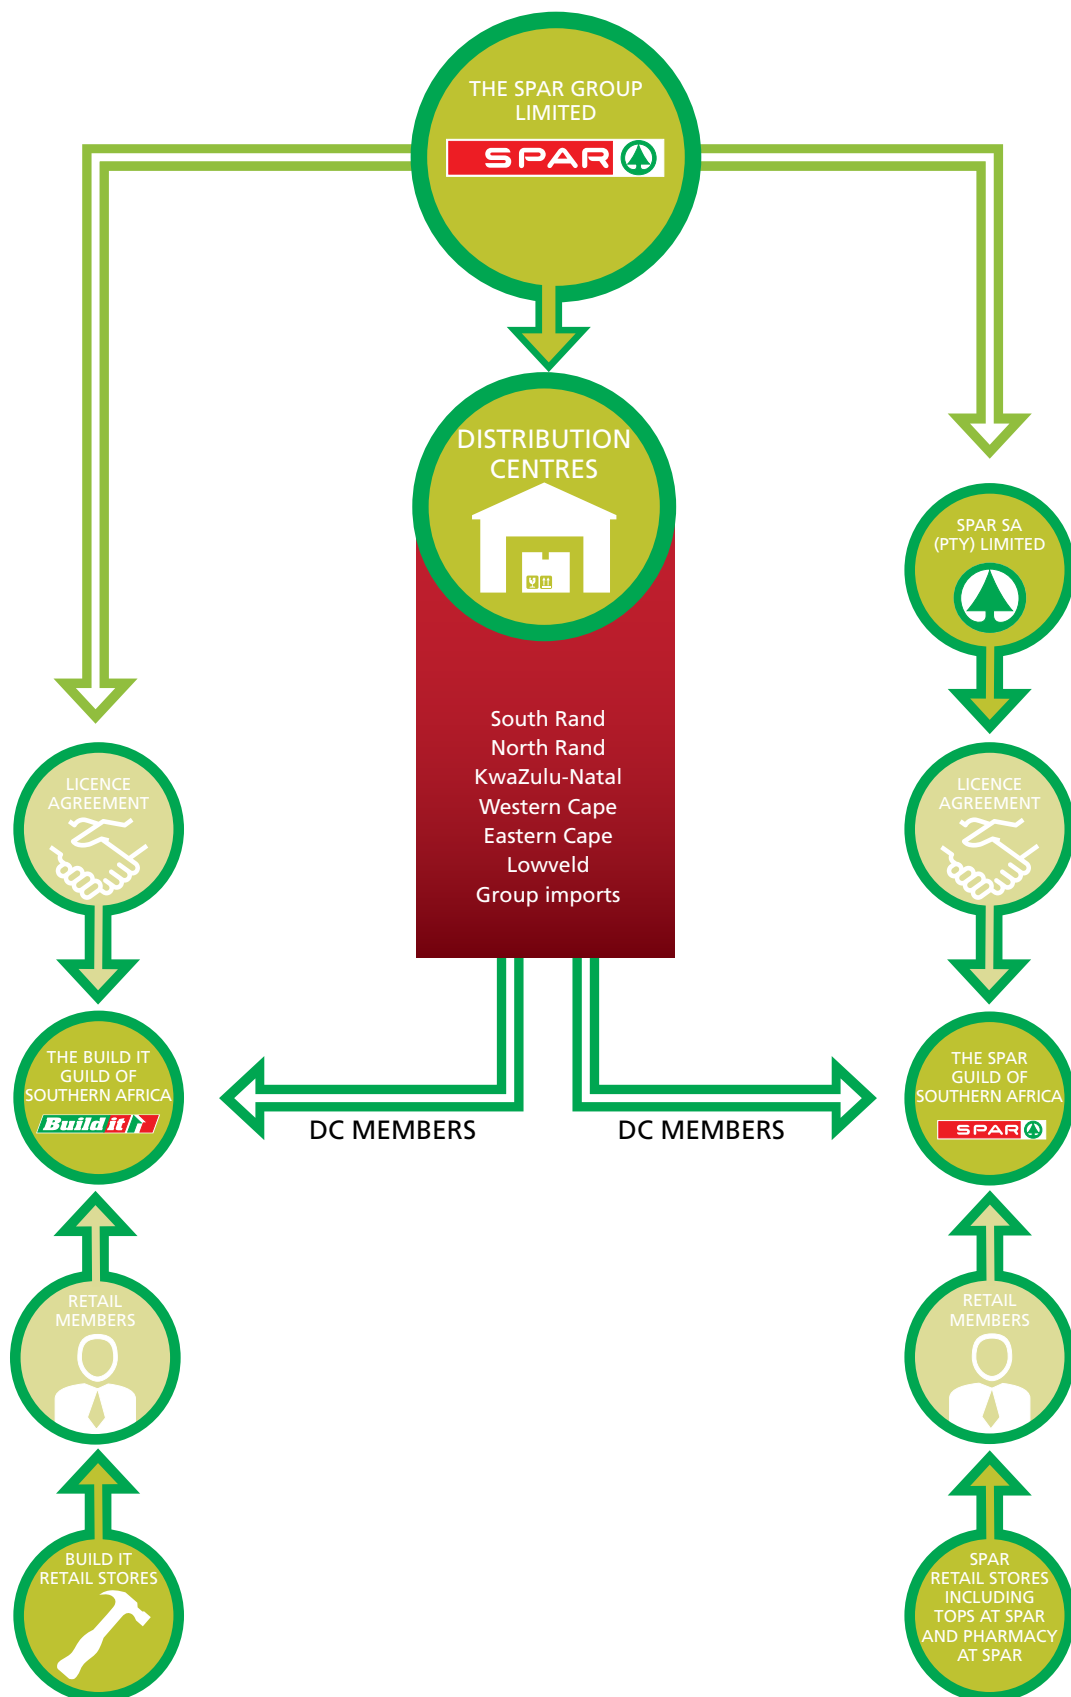 THE SPAR GROUP
LIMITED
SPAR
DISTRIBUTION
CENTRES
SPAR SA
(PTY) LIMITED
South Rand
North Rand
KwaZulu-Natal
Western Cape
Eastern Cape
Lowveld
Group imports
LICENCE
AGREEMENT
LICENCE
AGREEMENT
THE BUILD IT
GUILD OF
SOUTHERN AFRICA
Build it
DC MEMBERS
DC MEMBERS
THE SPAR
GUILD OF
SOUTHERN AFRICA
SPAR
RETAIL
MEMBERS
RETAIL
MEMBERS
BUILD IT
RETAIL STORES
SPAR
RETAIL STORES
INCLUDING
TOPS AT SPAR
AND PHARMACY
AT SPAR